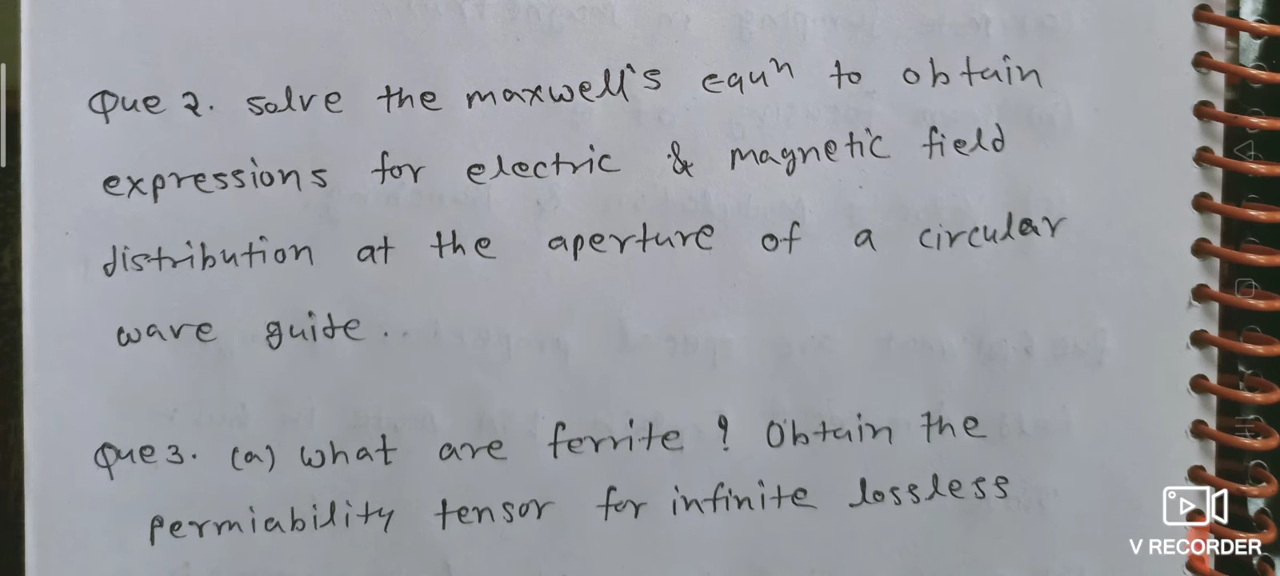 Que 2. solve the maxwell's equn to obtain
expressions for electric & magnetic field
distribution at the aperture of a circular
wave guide..
Que 3. (a) What are ferrite ? Obtain the
permiability tensor for infinite lossless
V RECORDER